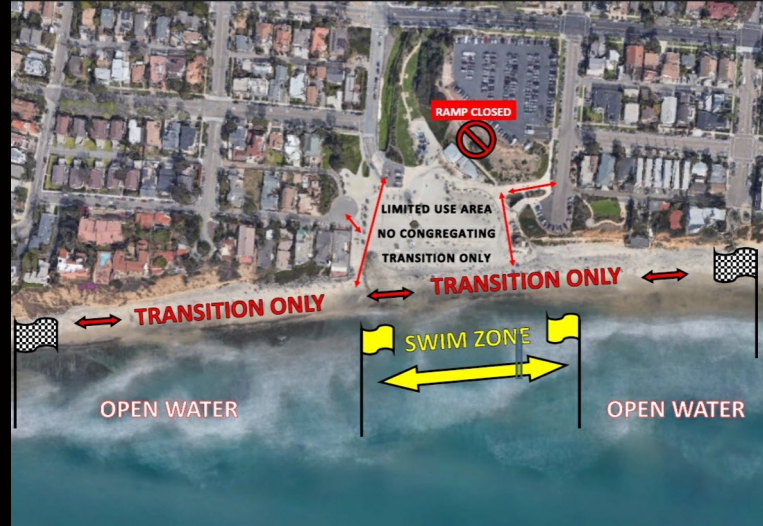 RAMP CLOSED
LIMITED USE AREA
NO CONGREGATING
TRANSITION ONLY
TRANSITION ONLY
TRANSITION ONLY
SWIM ZONE
OPEN WATER
OPEN WATER